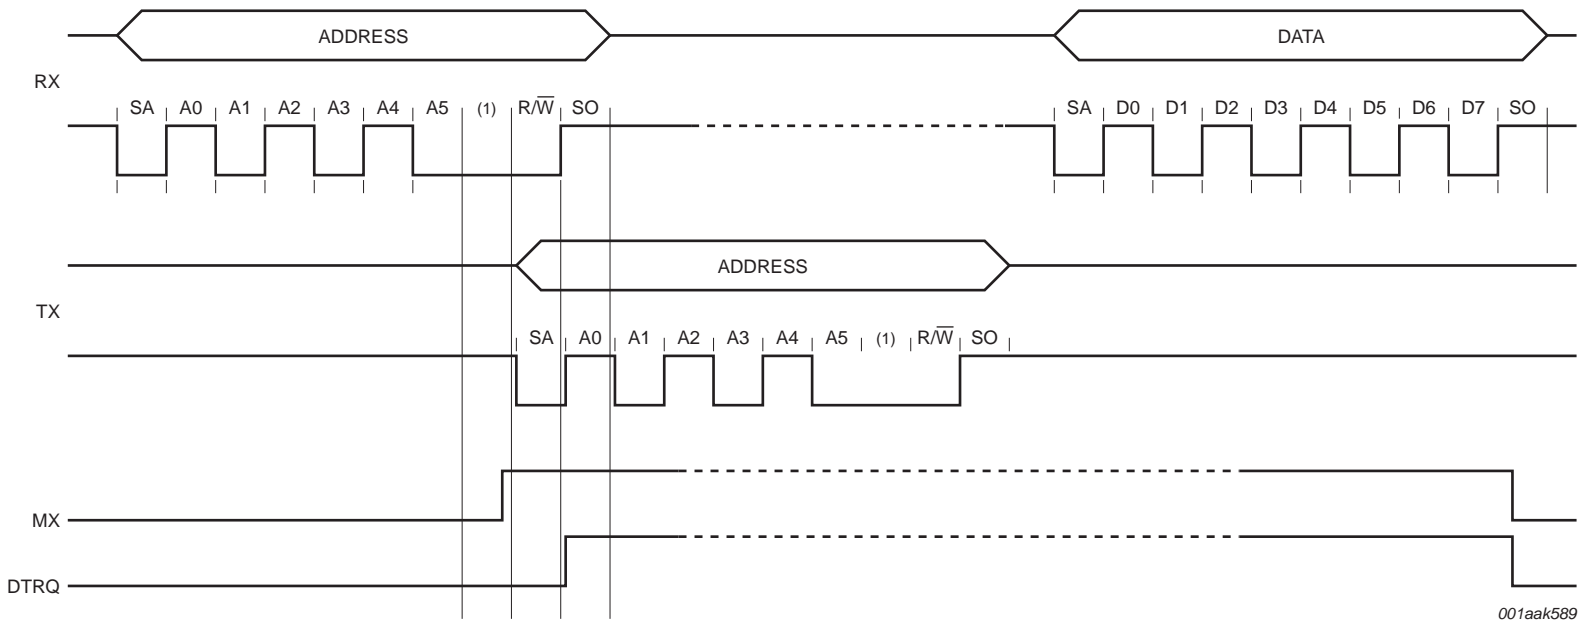 ADDRESS DATA
RX
SA A0 A1 A2 A3 A4 A5 (1) R/W̅ SO SA D0 D1 D2 D3 D4 D5 D6 D7 SO
ADDRESS
TX
SA A0 A1 A2 A3 A4 A5 (1) R/W̅ SO
MX
DTRQ
001aak589